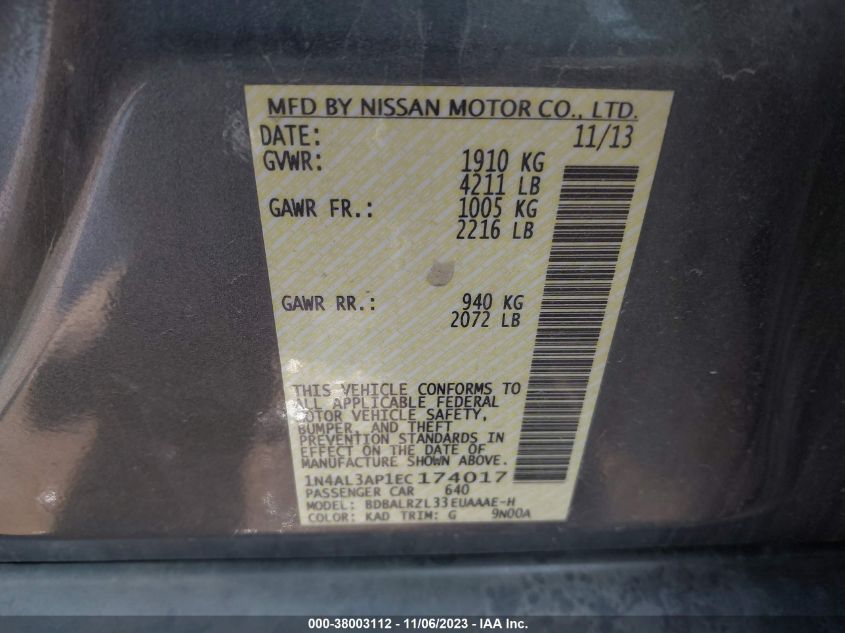 MFD BY NISSAN MOTOR CO., LTD.
DATE: 11/13
GVWR: 1910 KG
4211 LB
GAWR FR.: 1005 KG
2216 LB
GAWR RR.: 940 KG
2072 LB
THIS VEHICLE CONFORMS TO
ALL APPLICABLE FEDERAL
MOTOR VEHICLE SAFETY,
BUMPER, AND THEFT
PREVENTION STANDARDS IN
EFFECT ON THE DATE OF
MANUFACTURE SHOWN ABOVE.
1N4AL3AP1EC174017
PASSENGER CAR 640
MODEL: BDBALRZL33EUAAAE-H
COLOR: KAD TRIM: G 9N00A
000-38003112 - 11/06/2023 - IAA Inc.